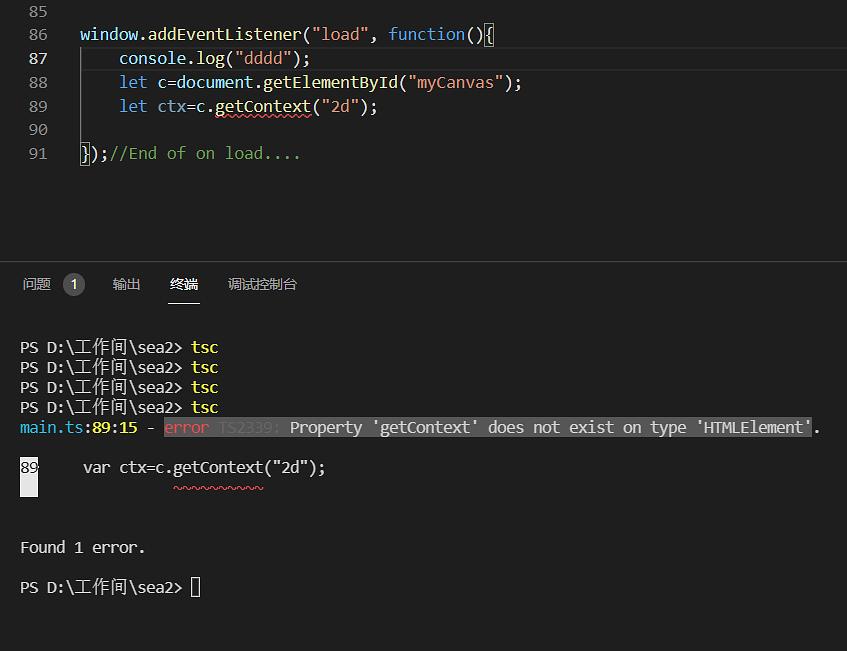 85
86 window.addEventListener("load", function(){
87 console.log("dddd");
88 let c=document.getElementById("myCanvas");
89 let ctx=c.getContext("2d");
90
91 });//End of on load....
问题 1 输出 终端 调试控制台
PS D:\工作间\sea2> tsc
PS D:\工作间\sea2> tsc
PS D:\工作间\sea2> tsc
PS D:\工作间\sea2> tsc
main.ts:89:15 - error TS2339: Property 'getContext' does not exist on type 'HTMLElement'.
89 var ctx=c.getContext("2d");
Found 1 error.
PS D:\工作间\sea2>